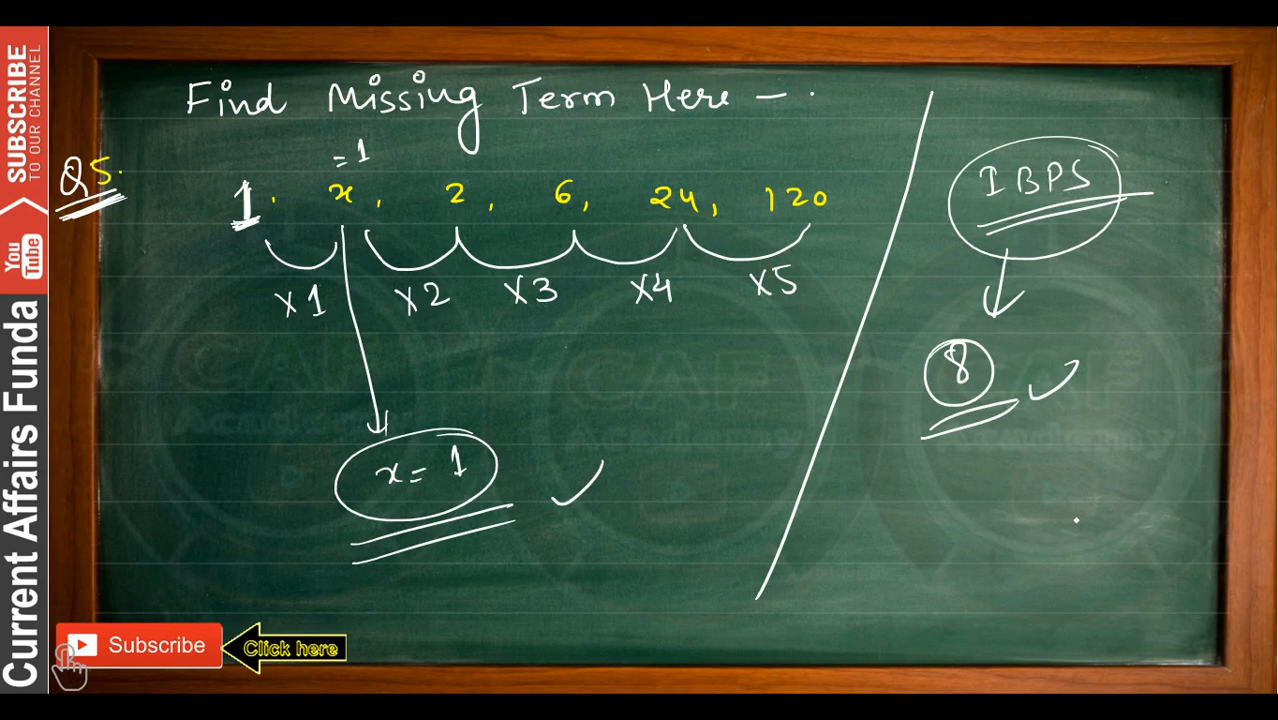 Find Missing Term Here - .
= 1
Q5.
1, x, 2, 6, 24, 120
x1 x2 x3 x4 x5
x = 1
IBPS
8
SUBSCRIBE
TO OUR CHANNEL
You Tube
Current Affairs Funda
Subscribe
Click here